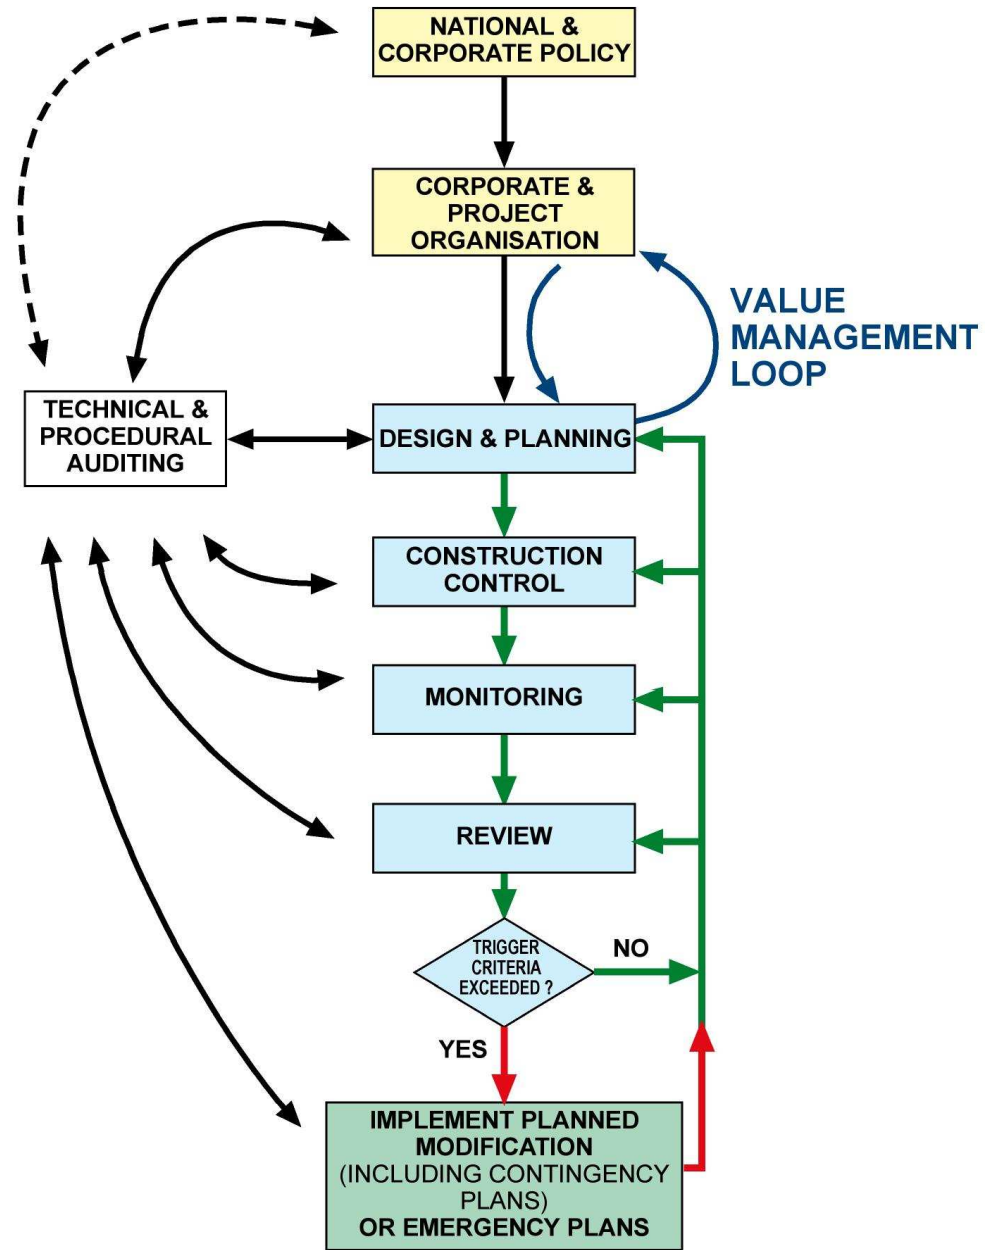 NATIONAL &
CORPORATE POLICY
CORPORATE &
PROJECT
ORGANISATION
VALUE
MANAGEMENT
LOOP
TECHNICAL &
PROCEDURAL
AUDITING
DESIGN & PLANNING
CONSTRUCTION
CONTROL
MONITORING
REVIEW
TRIGGER
CRITERIA
EXCEEDED ?
NO
YES
IMPLEMENT PLANNED
MODIFICATION
(INCLUDING CONTINGENCY
PLANS)
OR EMERGENCY PLANS